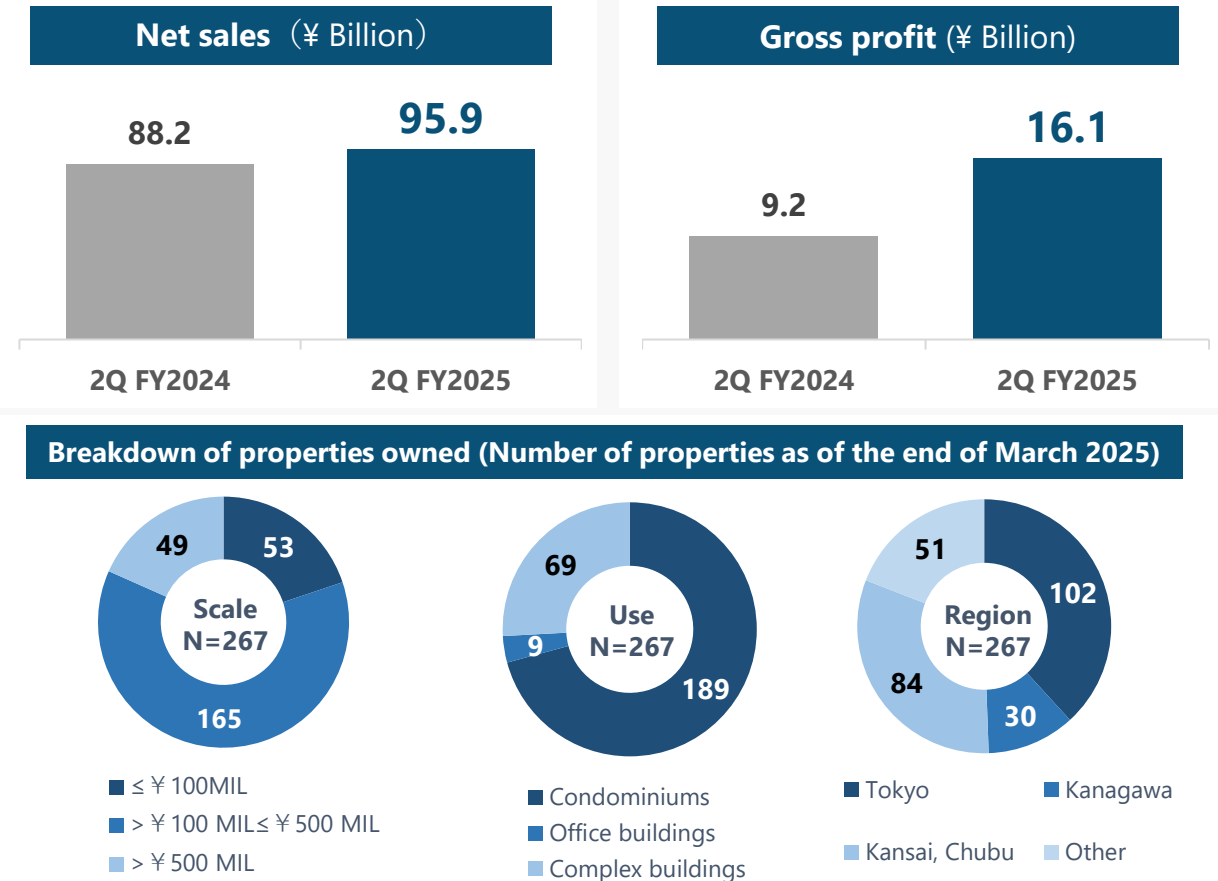 Net sales（¥ Billion）
88.2
95.9
2Q FY2024
2Q FY2025
Gross profit (¥ Billion)
9.2
16.1
2Q FY2024
2Q FY2025
Breakdown of properties owned (Number of properties as of the end of March 2025)
49
53
Scale
N=267
165
≤￥100MIL
>￥100 MIL≤￥500 MIL
>￥500 MIL
69
Use
N=267
9
189
Condominiums
Office buildings
Complex buildings
51
102
Region
N=267
84
30
Tokyo
Kanagawa
Kansai, Chubu
Other